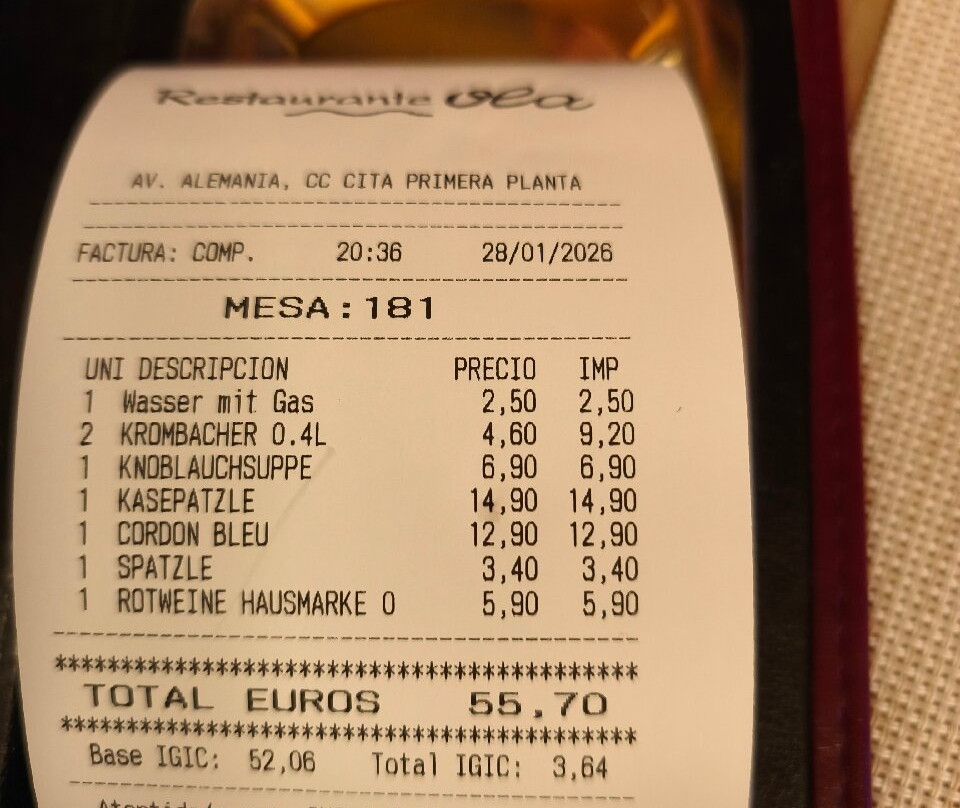 Restaurante Ola
AV. ALEMANIA, CC CITA PRIMERA PLANTA
FACTURA: COMP. 20:36 28/01/2026
MESA:181
UNI DESCRIPCION PRECIO IMP
1 Wasser mit Gas 2,50 2,50
2 KROMBACHER 0.4L 4,60 9,20
1 KNOBLAUCHSUPPE 6,90 6,90
1 KASEPATZLE 14,90 14,90
1 CORDON BLEU 12,90 12,90
1 SPATZLE 3,40 3,40
1 ROTWEINE HAUSMARKE 0 5,90 5,90
****************************************
TOTAL EUROS 55,70
****************************************
Base IGIC: 52,06 Total IGIC: 3,64